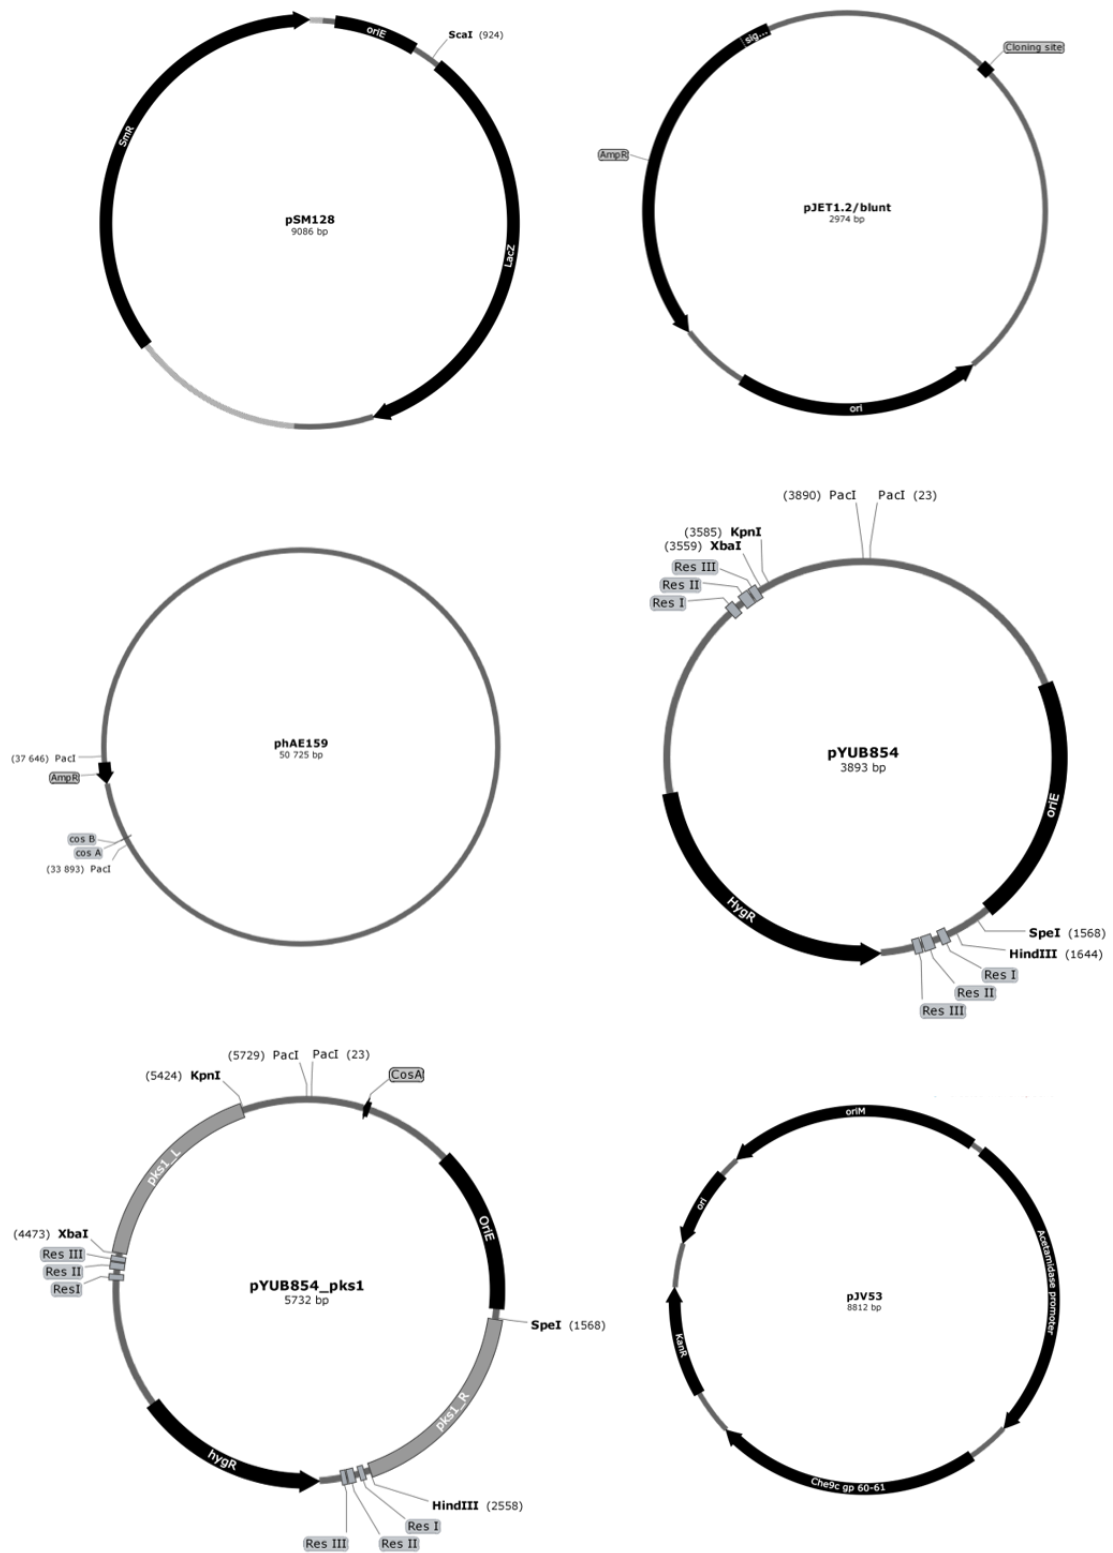 oriE
ScaI (924)
SmR
LacZ
pSM128
9086 bp
sig...
Cloning site
AmpR
pJET1.2/blunt
2974 bp
ori
phAE159
50 725 bp
(37 646) PacI
AmpR
cos B
cos A
(33 893) PacI
(3890) PacI
PacI (23)
(3585) KpnI
(3559) XbaI
Res III
Res II
Res I
pYUB854
3893 bp
oriE
HygR
SpeI (1568)
HindIII (1644)
Res I
Res II
Res III
(5729) PacI
PacI (23)
CosA
(5424) KpnI
pks1_L
OriE
(4473) XbaI
Res III
Res II
ResI
pYUB854_pks1
5732 bp
SpeI (1568)
pks1_R
hygR
HindIII (2558)
Res I
Res II
Res III
oriM
ori
Acetamidase promoter
pJV53
8812 bp
KanR
Che9c gp 60-61